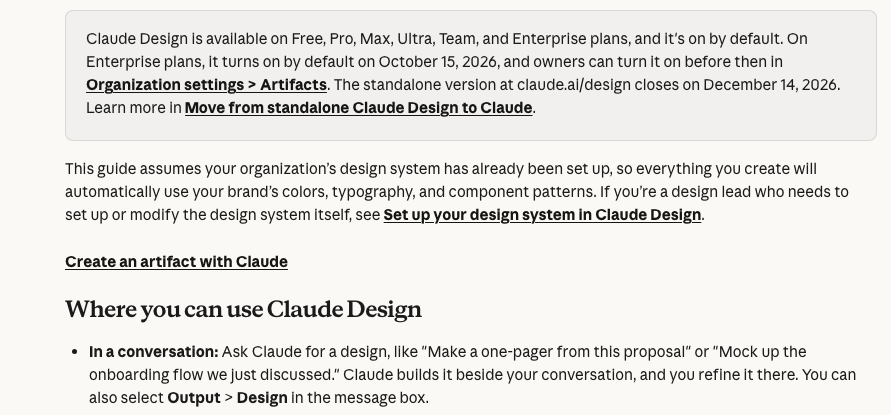 Claude Design is available on Free, Pro, Max, Ultra, Team, and Enterprise plans, and it's on by default. On
Enterprise plans, it turns on by default on October 15, 2026, and owners can turn it on before then in
Organization settings > Artifacts. The standalone version at claude.ai/design closes on December 14, 2026.
Learn more in Move from standalone Claude Design to Claude.
This guide assumes your organization's design system has already been set up, so everything you create will
automatically use your brand's colors, typography, and component patterns. If you're a design lead who needs to
set up or modify the design system itself, see Set up your design system in Claude Design.
Create an artifact with Claude
Where you can use Claude Design
• In a conversation: Ask Claude for a design, like "Make a one-pager from this proposal" or "Mock up the
onboarding flow we just discussed." Claude builds it beside your conversation, and you refine it there. You can
also select Output > Design in the message box.